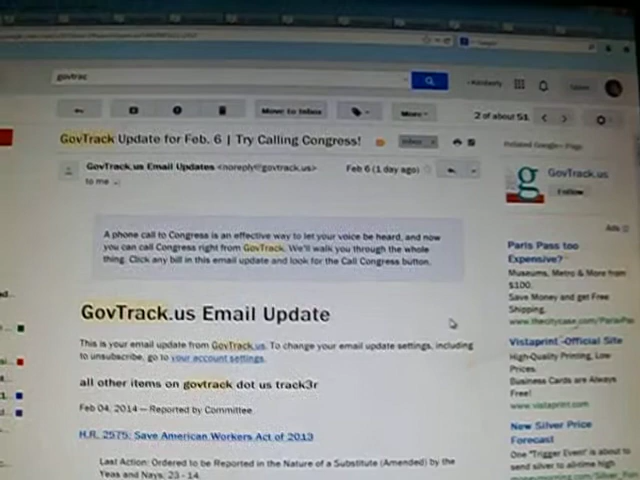 govtrac
Move to Inbox
More
2 of about 51
GovTrack Update for Feb. 6 | Try Calling Congress!
GovTrack.us Email Updates <noreply@govtrack.us>
Feb 6 (1 day ago)
to me
A phone call to Congress is an effective way to let your voice be heard, and now
you can call Congress right from GovTrack. We'll walk you through the whole
thing. Click any bill in this email update and look for the Call Congress button.
GovTrack.us Email Update
This is your email update from GovTrack.us. To change your email update settings, including
to unsubscribe, go to your account settings.
all other items on govtrack dot us track3r
Feb 04, 2014 — Reported by Committee.
H.R. 2575: Save American Workers Act of 2013
Last Action: Ordered to be Reported in the Nature of a Substitute (Amended) by the
Yeas and Nays: 23 - 14.
Related Google+ Page
g
GovTrack.us
Follow
Ads
Paris Pass too
Expensive?
Museums, Metro & More from
$100.
Save Money and get Free
Shipping.
www.thecitycase.com/ParisPas
Vistaprint -Official Site
High-Quality Printing, Low
Prices.
Business Cards are Always
Free!
www.vistaprint.com
New Silver Price
Forecast
One "Trigger Event" is about to
send silver to all-time high